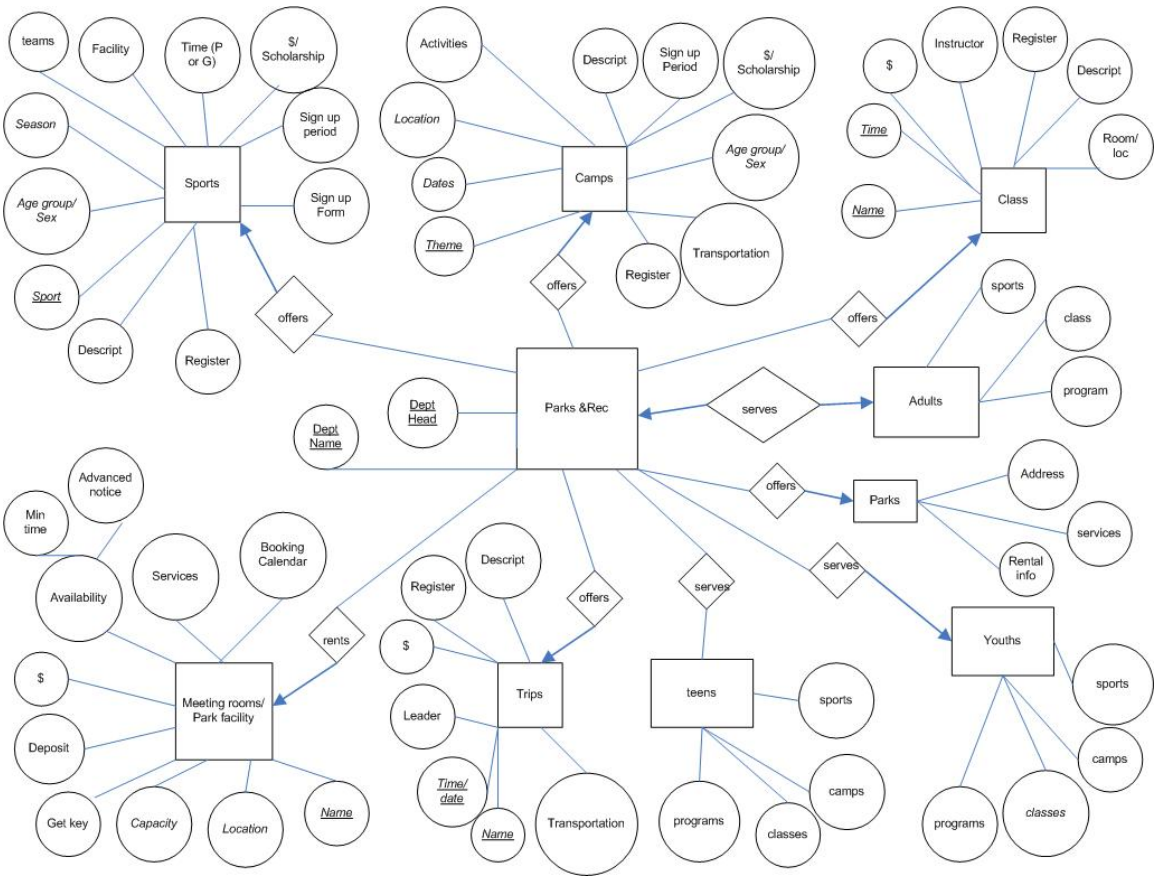 teams
Facility
Time (P
or G)
$/
Scholarship
Season
Sign up
period
Sports
Age group/
Sex
Sign up
Form
Sport
Descript
Register
offers
Activities
Descript
Sign up
Period
$/
Scholarship
Location
Age group/
Sex
Dates
Camps
Theme
Transportation
Register
offers
$
Instructor
Register
Descript
Time
Room/
loc
Name
Class
offers
sports
class
Parks &Rec
Dept
Head
Dept
Name
serves
Adults
program
offers
Parks
Address
services
Rental
info
Advanced
notice
Min
time
Availability
Services
Booking
Calendar
rents
$
Meeting rooms/
Park facility
Deposit
Get key
Capacity
Location
Name
Register
Descript
offers
$
Trips
Leader
Time/
date
Name
Transportation
serves
teens
sports
camps
programs
classes
serves
Youths
sports
camps
programs
classes